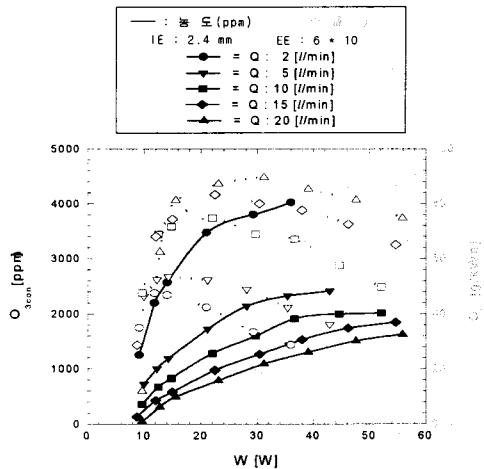 — : 농 도(ppm)
IE : 2.4 mm EE : 6 * 10
= Q : 2 [l/min]
= Q : 5 [l/min]
= Q : 10 [l/min]
= Q : 15 [l/min]
= Q : 20 [l/min]
5000
4000
3000
2000
1000
0
O3con [ppm]
0 10 20 30 40 50 60
W [W]